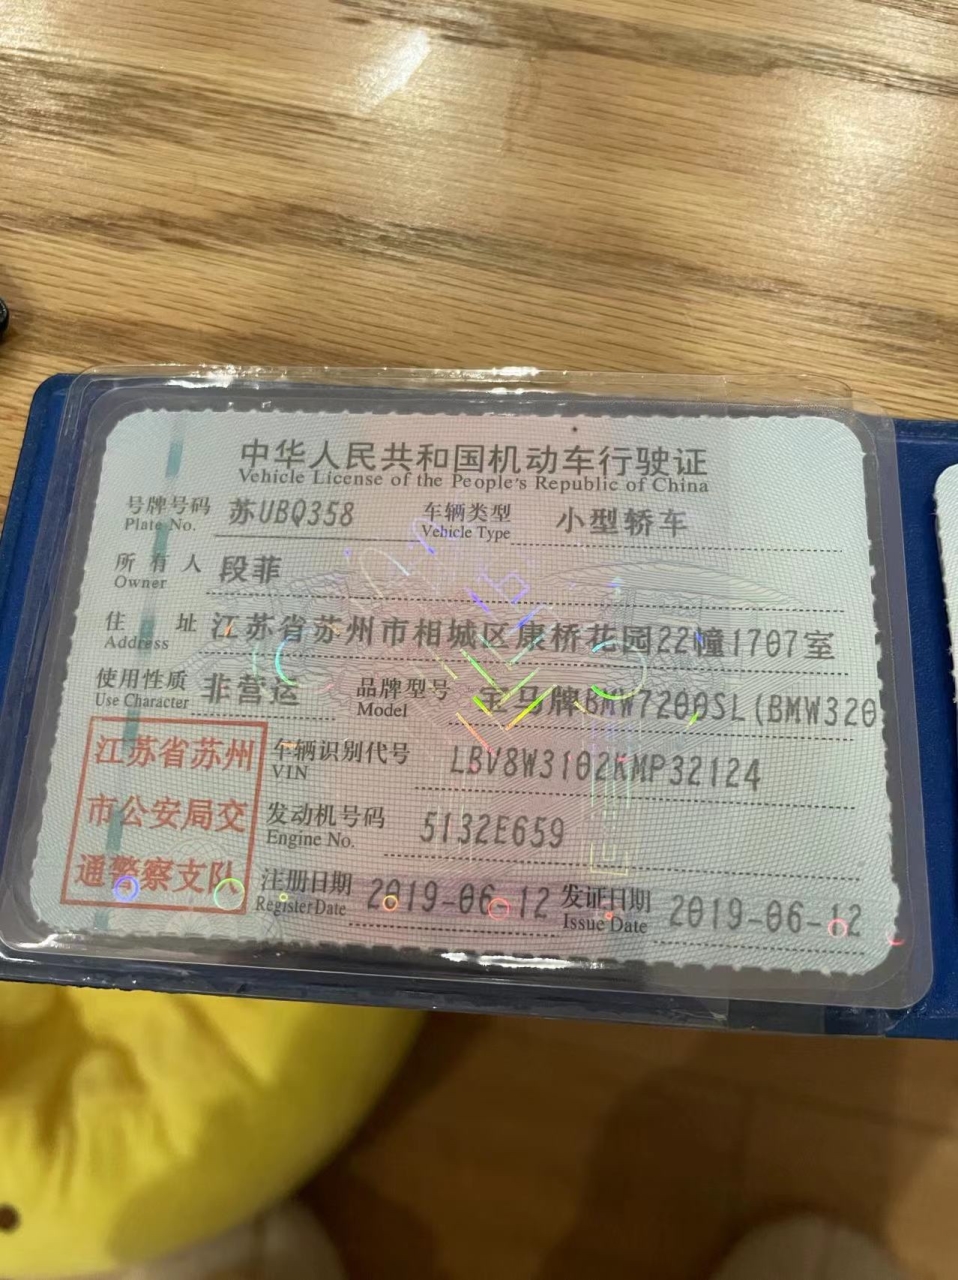 中华人民共和国机动车行驶证
Vehicle License of the People's Republic of China
号牌号码 苏UBQ358 车辆类型 小型轿车
Plate No. Vehicle Type
所有人 段菲
Owner
住址 江苏省苏州市相城区康桥花园22幢1707室
Address
使用性质 非营运 品牌型号 宝马牌BMW7200SL(BMW320
Use Character Model
江苏省苏州 车辆识别代号 LBV8W3102KMP32124
VIN
市公安局交 发动机号码 5132E659
Engine No.
通警察支队 注册日期 2019-06-12 发证日期 2019-06-12
Register Date Issue Date